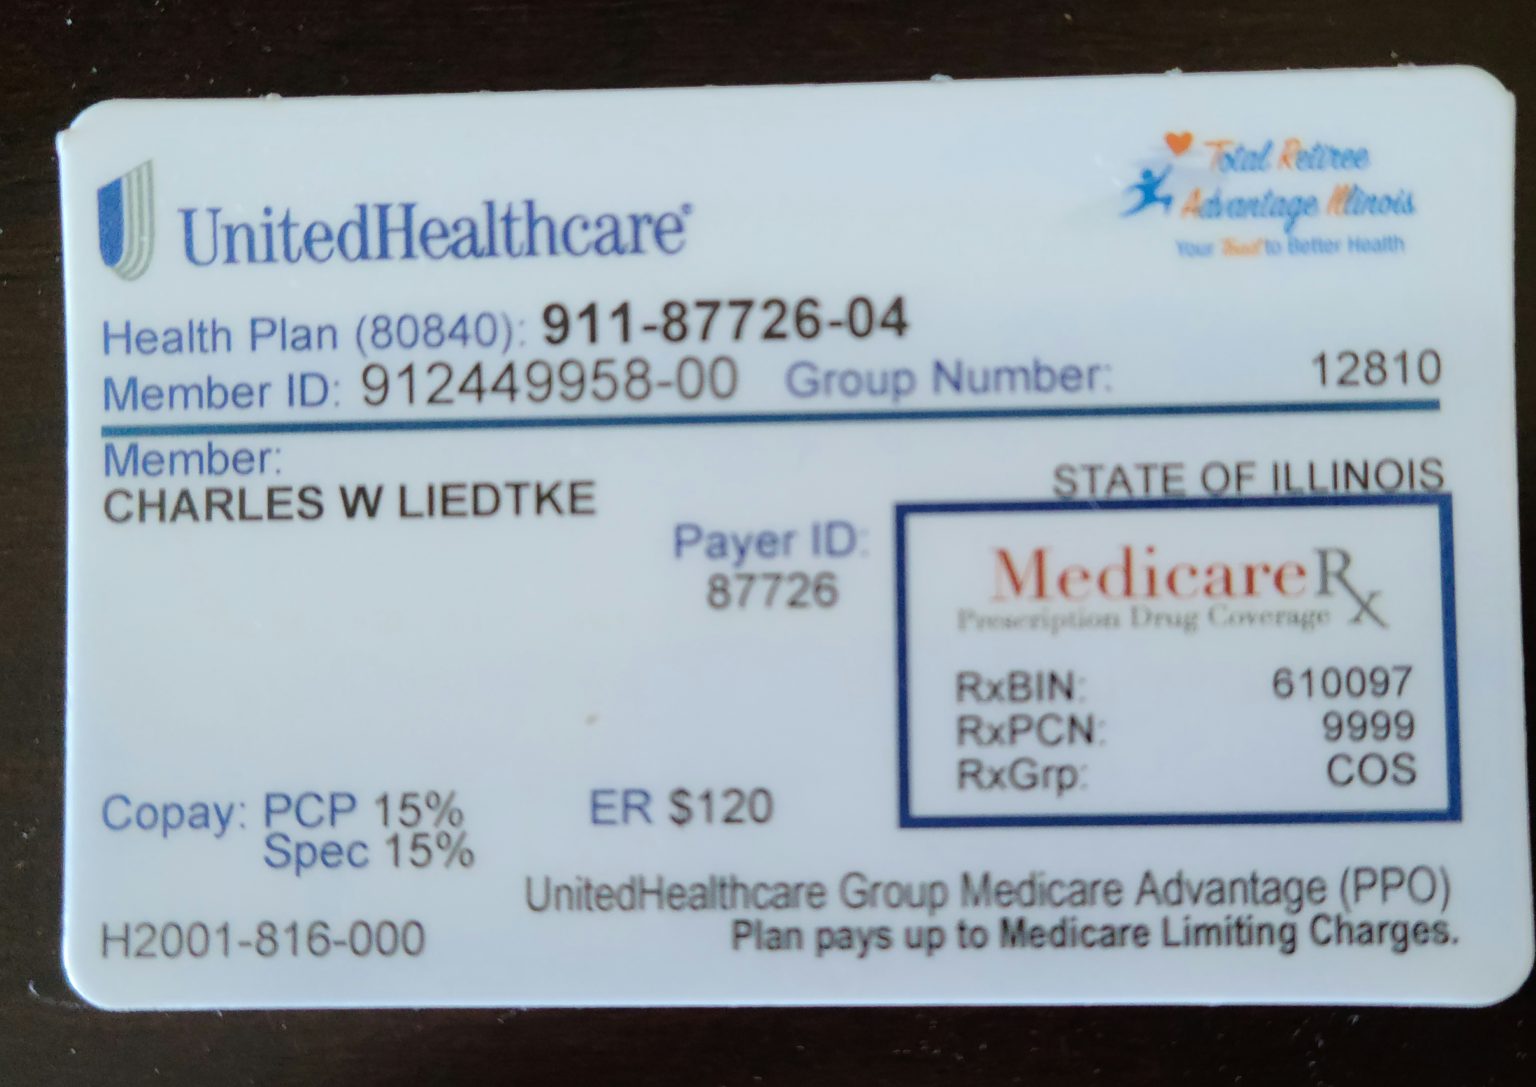 Total Retiree
Advantage Illinois
Your Trail to Better Health
UnitedHealthcare®
Health Plan (80840): 911-87726-04
Member ID: 912449958-00 Group Number: 12810
Member:
CHARLES W LIEDTKE
STATE OF ILLINOIS
Payer ID:
87726
MedicareRx
Prescription Drug Coverage
RxBIN: 610097
RxPCN: 9999
RxGrp: COS
Copay: PCP 15% ER $120
Spec 15%
UnitedHealthcare Group Medicare Advantage (PPO)
H2001-816-000 Plan pays up to Medicare Limiting Charges.